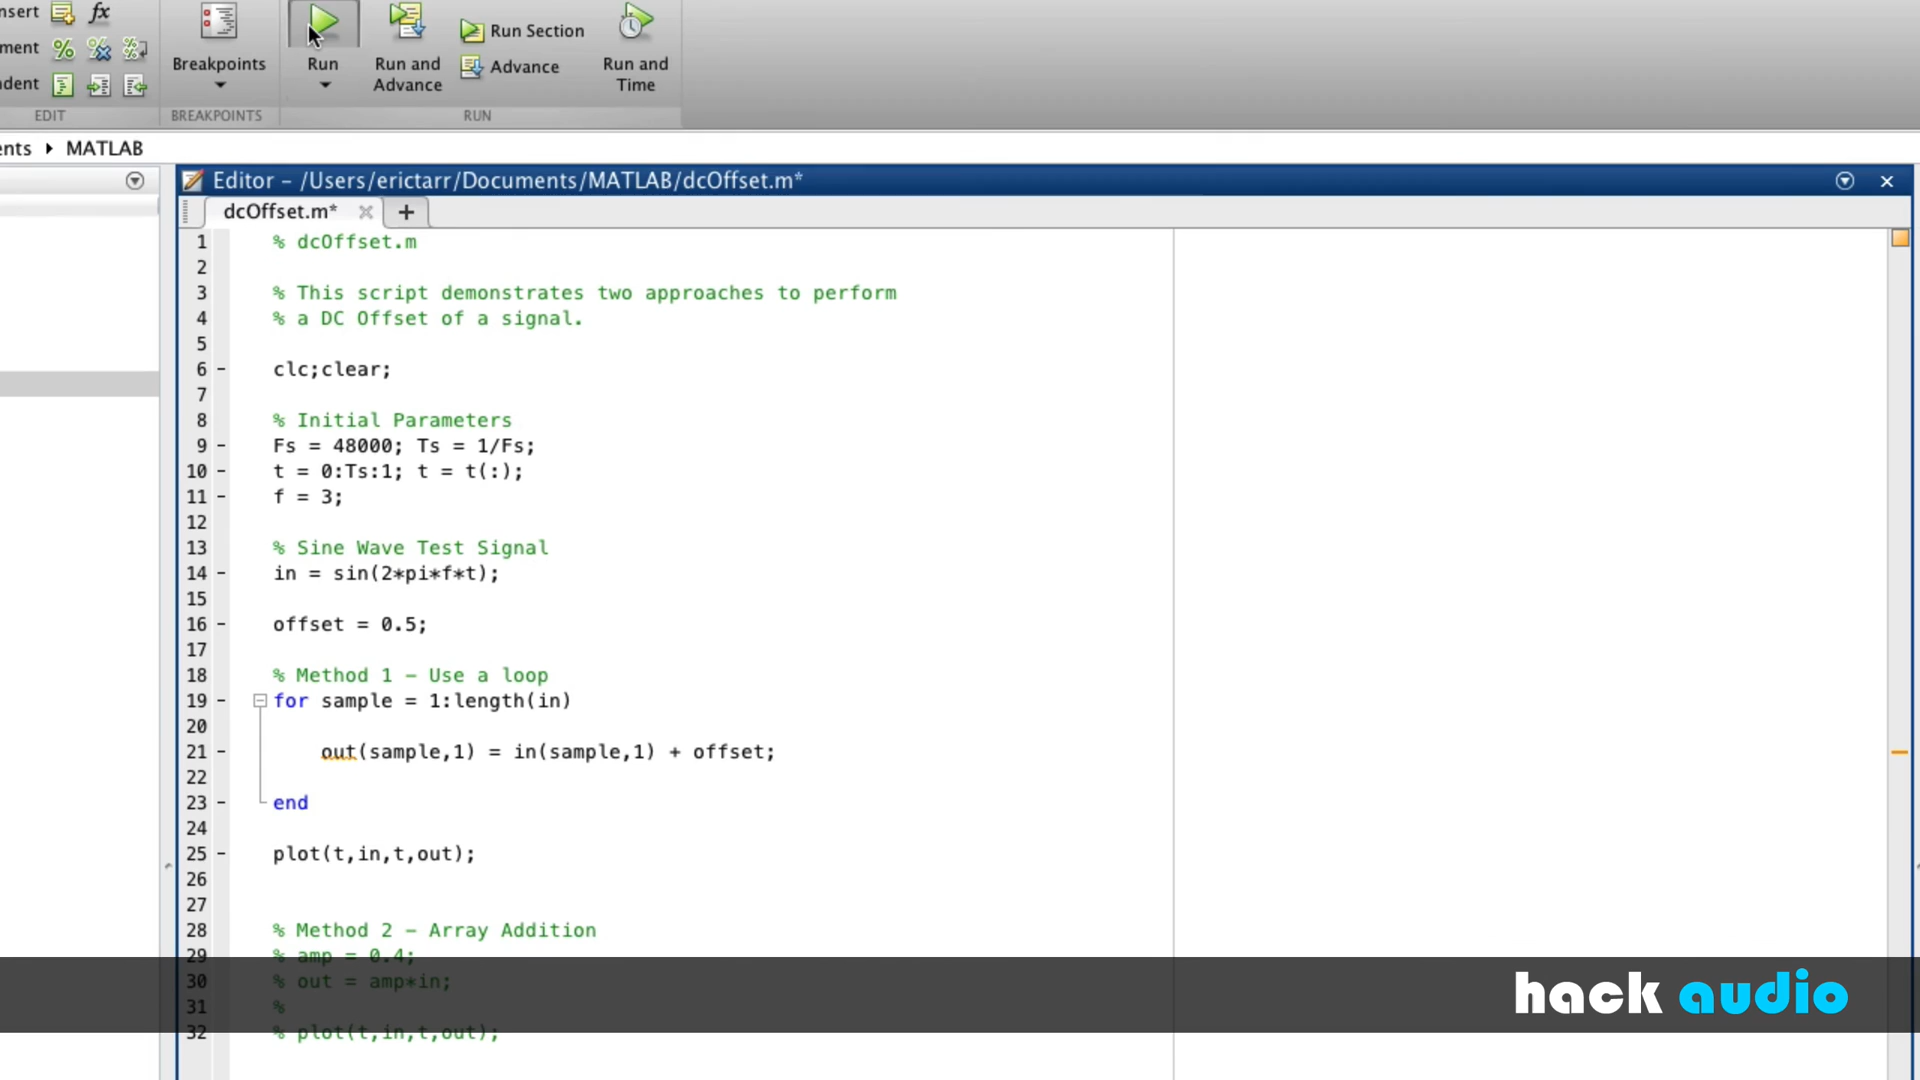 nsert fx
ment
ndent
EDIT
Breakpoints
BREAKPOINTS
Run
Run and Advance
Run Section
Advance
Run and Time
RUN
ents MATLAB
Editor - /Users/erictarr/Documents/MATLAB/dcOffset.m*
dcOffset.m* × +
1 % dcOffset.m
2
3 % This script demonstrates two approaches to perform
4 % a DC Offset of a signal.
5
6 - clc;clear;
7
8 % Initial Parameters
9 - Fs = 48000; Ts = 1/Fs;
10 - t = 0:Ts:1; t = t(:);
11 - f = 3;
12
13 % Sine Wave Test Signal
14 - in = sin(2*pi*f*t);
15
16 - offset = 0.5;
17
18 % Method 1 - Use a loop
19 - for sample = 1:length(in)
20
21 - out(sample,1) = in(sample,1) + offset;
22
23 - end
24
25 - plot(t,in,t,out);
26
27
28 % Method 2 - Array Addition
29 % amp = 0.4;
30 % out = amp*in;
31 %
32 % plot(t,in,t,out);
hack audio